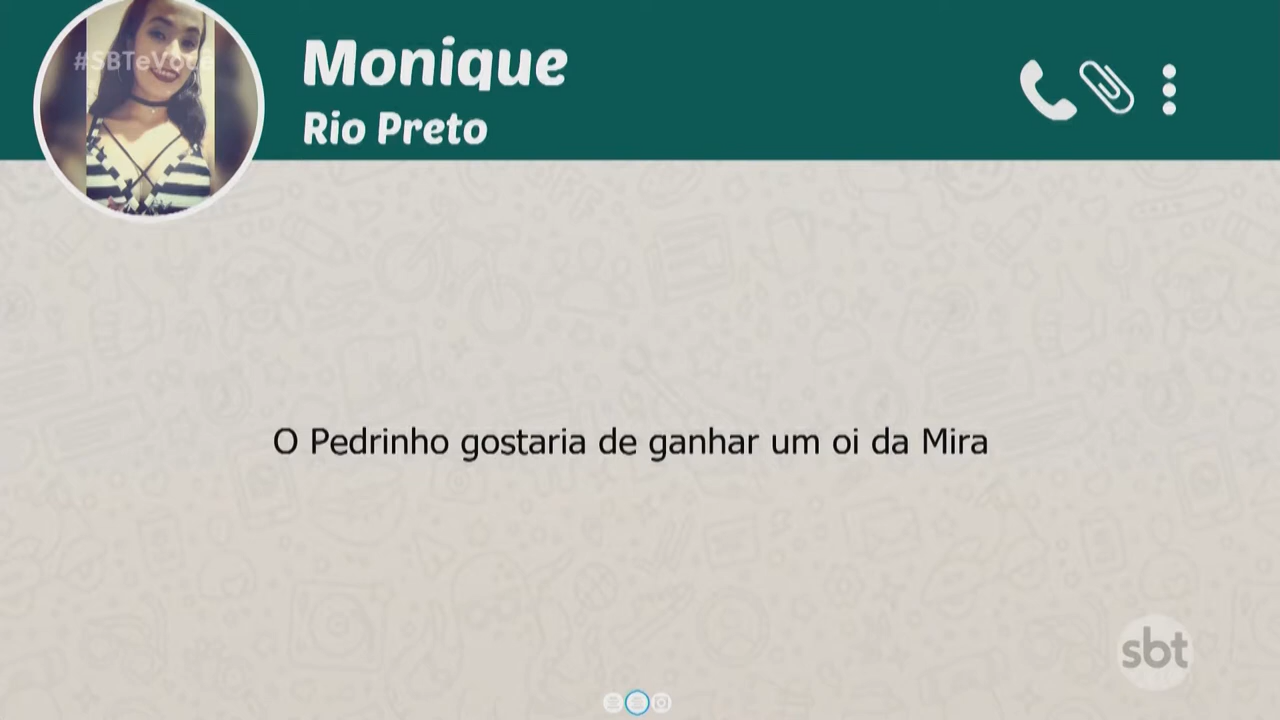 #SBTeVocê
Monique
Rio Preto
O Pedrinho gostaria de ganhar um oi da Mira
sbt